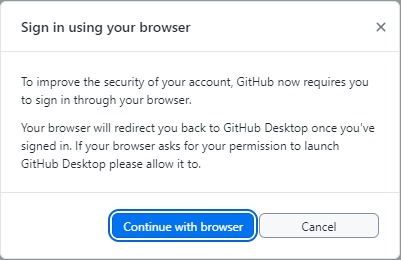 Sign in using your browser
To improve the security of your account, GitHub now requires you
to sign in through your browser.
Your browser will redirect you back to GitHub Desktop once you've
signed in. If your browser asks for your permission to launch
GitHub Desktop please allow it to.
Continue with browser
Cancel